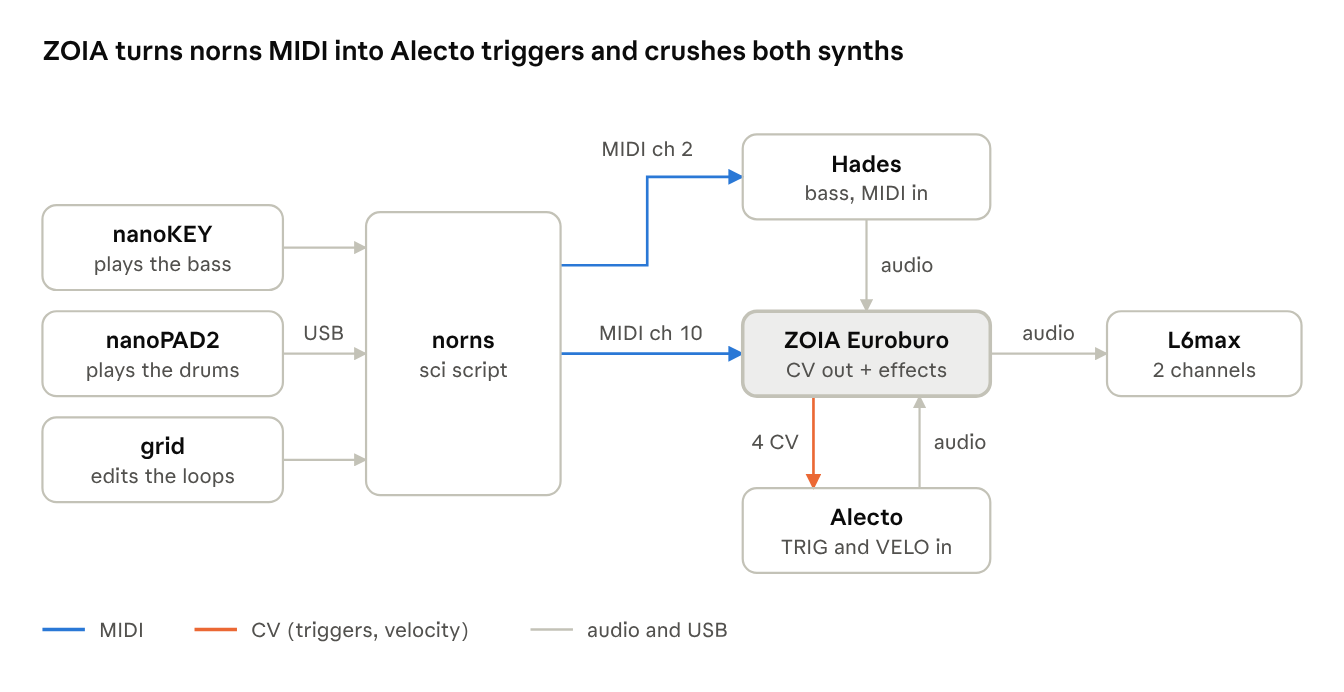 ZOIA turns norns MIDI into Alecto triggers and crushes both synths
MIDI ch 2
Hades
bass, MIDI in
nanoKEY
plays the bass
audio
nanoPAD2
plays the drums
USB
norns
sci script
MIDI ch 10
ZOIA Euroburo
CV out + effects
audio
L6max
2 channels
grid
edits the loops
4 CV
audio
Alecto
TRIG and VELO in
MIDI
CV (triggers, velocity)
audio and USB